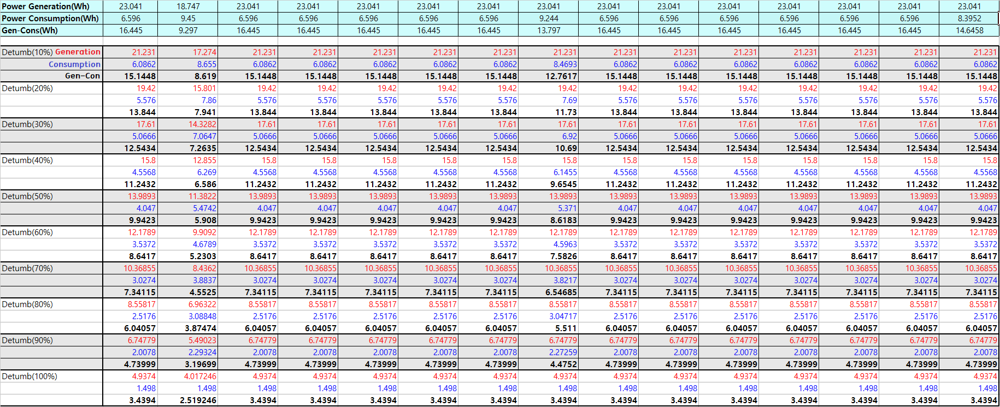 Power Generation(Wh) 23.041 18.747 23.041 23.041 23.041 23.041 23.041 23.041 23.041 23.041 23.041 23.041 23.041 23.041 23.041
Power Consumption(Wh) 6.596 9.45 6.596 6.596 6.596 6.596 6.596 9.244 6.596 6.596 6.596 6.596 6.596 6.596 8.3952
Gen-Cons(Wh) 16.445 9.297 16.445 16.445 16.445 16.445 16.445 13.797 16.445 16.445 16.445 16.445 16.445 16.445 14.6458
Detumb(10%) Generation 21.231 17.274 21.231 21.231 21.231 21.231 21.231 21.231 21.231 21.231 21.231 21.231 21.231 21.231 21.231
Consumption 6.0862 8.655 6.0862 6.0862 6.0862 6.0862 6.0862 8.4693 6.0862 6.0862 6.0862 6.0862 6.0862 6.0862 6.0862
Gen-Con 15.1448 8.619 15.1448 15.1448 15.1448 15.1448 15.1448 12.7617 15.1448 15.1448 15.1448 15.1448 15.1448 15.1448 15.1448
Detumb(20%) 19.42 15.801 19.42 19.42 19.42 19.42 19.42 19.42 19.42 19.42 19.42 19.42 19.42 19.42 19.42
5.576 7.86 5.576 5.576 5.576 5.576 5.576 7.69 5.576 5.576 5.576 5.576 5.576 5.576 5.576
13.844 7.941 13.844 13.844 13.844 13.844 13.844 11.73 13.844 13.844 13.844 13.844 13.844 13.844 13.844
Detumb(30%) 17.61 14.3282 17.61 17.61 17.61 17.61 17.61 17.61 17.61 17.61 17.61 17.61 17.61 17.61 17.61
5.0666 7.0647 5.0666 5.0666 5.0666 5.0666 5.0666 6.92 5.0666 5.0666 5.0666 5.0666 5.0666 5.0666 5.0666
12.5434 7.2635 12.5434 12.5434 12.5434 12.5434 12.5434 10.69 12.5434 12.5434 12.5434 12.5434 12.5434 12.5434 12.5434
Detumb(40%) 15.8 12.855 15.8 15.8 15.8 15.8 15.8 15.8 15.8 15.8 15.8 15.8 15.8 15.8 15.8
4.5568 6.269 4.5568 4.5568 4.5568 4.5568 4.5568 6.1455 4.5568 4.5568 4.5568 4.5568 4.5568 4.5568 4.5568
11.2432 6.586 11.2432 11.2432 11.2432 11.2432 11.2432 9.6545 11.2432 11.2432 11.2432 11.2432 11.2432 11.2432 11.2432
Detumb(50%) 13.9893 11.3822 13.9893 13.9893 13.9893 13.9893 13.9893 13.9893 13.9893 13.9893 13.9893 13.9893 13.9893 13.9893 13.9893
4.047 5.4742 4.047 4.047 4.047 4.047 4.047 5.371 4.047 4.047 4.047 4.047 4.047 4.047 4.047
9.9423 5.908 9.9423 9.9423 9.9423 9.9423 9.9423 8.6183 9.9423 9.9423 9.9423 9.9423 9.9423 9.9423 9.9423
Detumb(60%) 12.1789 9.9092 12.1789 12.1789 12.1789 12.1789 12.1789 12.1789 12.1789 12.1789 12.1789 12.1789 12.1789 12.1789 12.1789
3.5372 4.6789 3.5372 3.5372 3.5372 3.5372 3.5372 4.5963 3.5372 3.5372 3.5372 3.5372 3.5372 3.5372 3.5372
8.6417 5.2303 8.6417 8.6417 8.6417 8.6417 8.6417 7.5826 8.6417 8.6417 8.6417 8.6417 8.6417 8.6417 8.6417
Detumb(70%) 10.36855 8.4362 10.36855 10.36855 10.36855 10.36855 10.36855 10.36855 10.36855 10.36855 10.36855 10.36855 10.36855 10.36855 10.36855
3.0274 3.8837 3.0274 3.0274 3.0274 3.0274 3.0274 3.8217 3.0274 3.0274 3.0274 3.0274 3.0274 3.0274 3.0274
7.34115 4.5525 7.34115 7.34115 7.34115 7.34115 7.34115 6.54685 7.34115 7.34115 7.34115 7.34115 7.34115 7.34115 7.34115
Detumb(80%) 8.55817 6.96322 8.55817 8.55817 8.55817 8.55817 8.55817 8.55817 8.55817 8.55817 8.55817 8.55817 8.55817 8.55817 8.55817
2.5176 3.08848 2.5176 2.5176 2.5176 2.5176 2.5176 3.04717 2.5176 2.5176 2.5176 2.5176 2.5176 2.5176 2.5176
6.04057 3.87474 6.04057 6.04057 6.04057 6.04057 6.04057 5.511 6.04057 6.04057 6.04057 6.04057 6.04057 6.04057 6.04057
Detumb(90%) 6.74779 5.49023 6.74779 6.74779 6.74779 6.74779 6.74779 6.74779 6.74779 6.74779 6.74779 6.74779 6.74779 6.74779 6.74779
2.0078 2.29324 2.0078 2.0078 2.0078 2.0078 2.0078 2.27259 2.0078 2.0078 2.0078 2.0078 2.0078 2.0078 2.0078
4.73999 3.19699 4.73999 4.73999 4.73999 4.73999 4.73999 4.4752 4.73999 4.73999 4.73999 4.73999 4.73999 4.73999 4.73999
Detumb(100%) 4.9374 4.017246 4.9374 4.9374 4.9374 4.9374 4.9374 4.9374 4.9374 4.9374 4.9374 4.9374 4.9374 4.9374 4.9374
1.498 1.498 1.498 1.498 1.498 1.498 1.498 1.498 1.498 1.498 1.498 1.498 1.498 1.498 1.498
3.4394 2.519246 3.4394 3.4394 3.4394 3.4394 3.4394 3.4394 3.4394 3.4394 3.4394 3.4394 3.4394 3.4394 3.4394